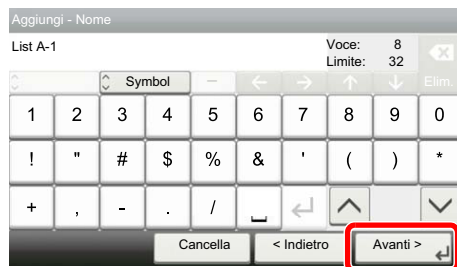 Aggiungi - Nome
List A-1 Voce: 8
Limite: 32
Symbol Elim.
1 2 3 4 5 6 7 8 9 0
! " # $ % & ' ( ) *
+ , - . /
Cancella < Indietro Avanti >